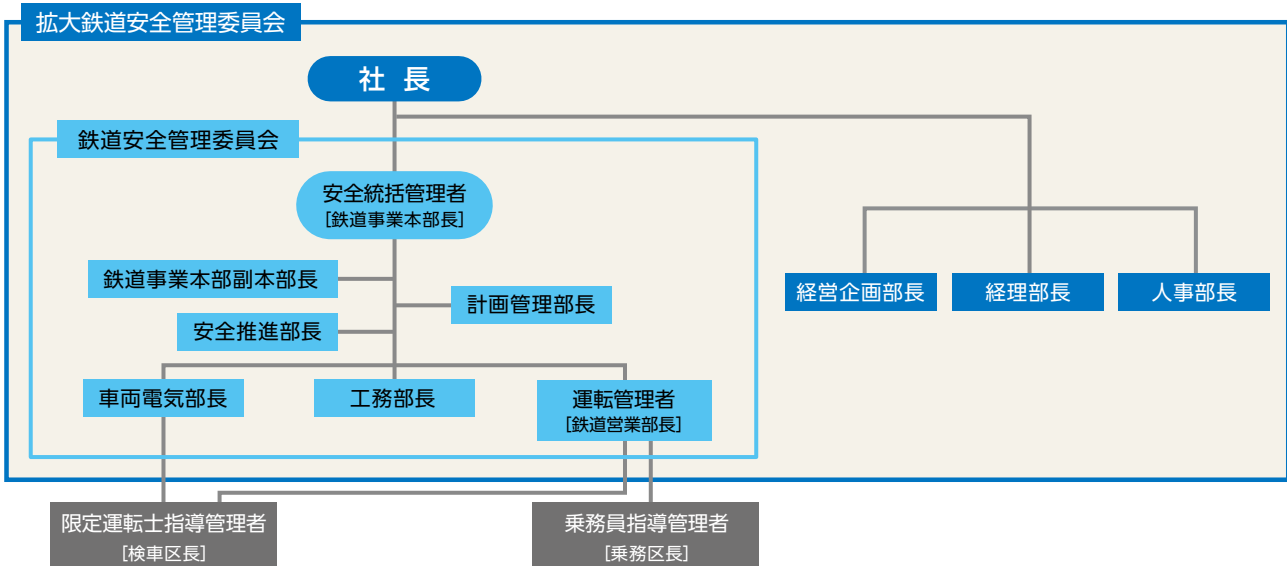 拡大鉄道安全管理委員会
社 長
鉄道安全管理委員会
安全統括管理者
[鉄道事業本部長]
鉄道事業本部副本部長
計画管理部長
安全推進部長
経営企画部長
経理部長
人事部長
車両電気部長
工務部長
運転管理者
[鉄道営業部長]
限定運転士指導管理者
[検車区長]
乗務員指導管理者
[乗務区長]